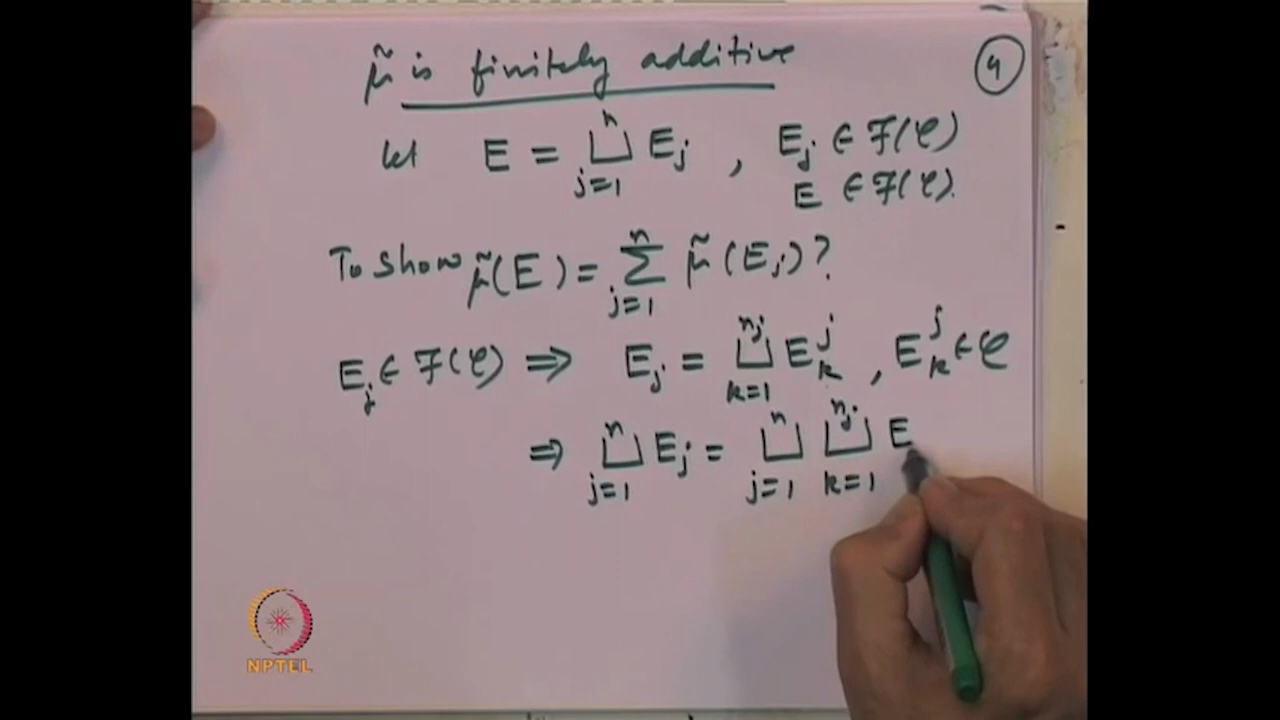 μ̃ is finitely additive
④
let E = ⨆_{j=1}^{n} E_j , E_j ∈ F(C)
E ∈ F(C).
To show μ̃(E) = Σ_{j=1}^{n} μ̃(E_j)?
E_j ∈ F(C) ⇒ E_j = ⨆_{k=1}^{n_j} E_k^j , E_k^j ∈ C
⇒ ⨆_{j=1}^{n} E_j = ⨆_{j=1}^{n} ⨆_{k=1}^{n_j} E
NPTEL